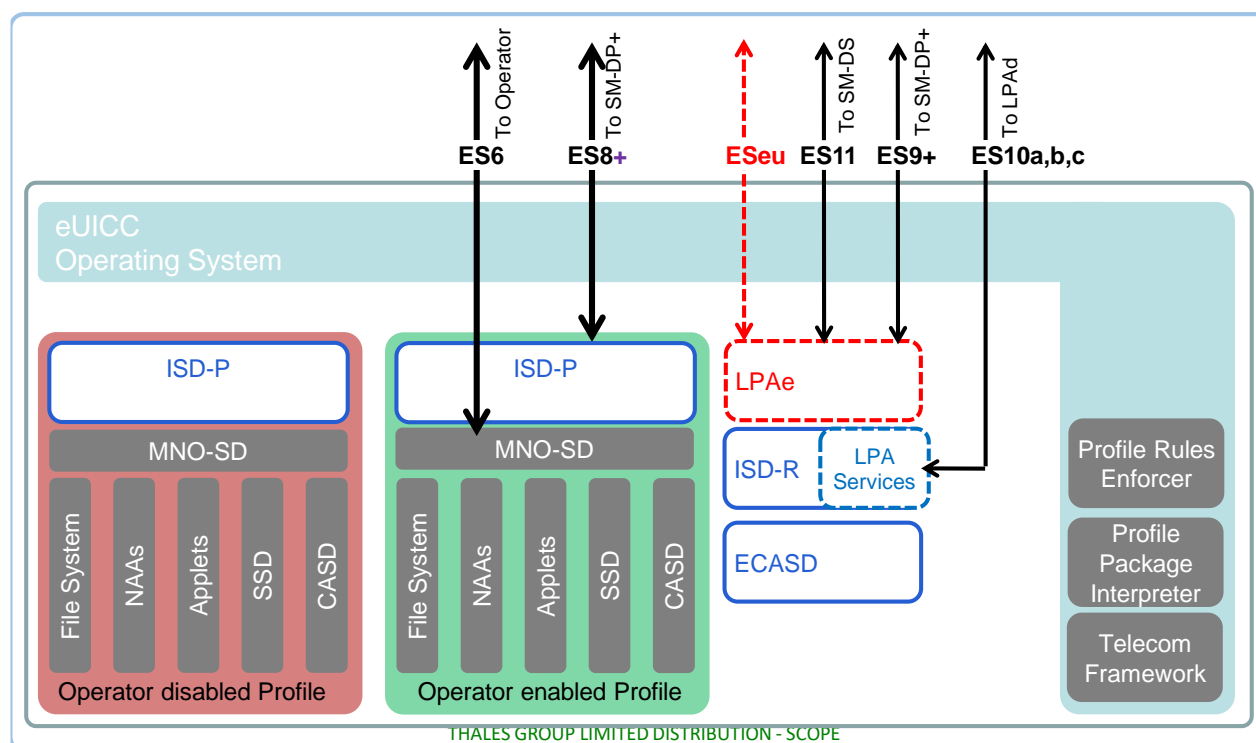 To Operator
To SM-DP+
To SM-DS
To SM-DP+
To LPAd
ES6
ES8+
ESeu
ES11
ES9+
ES10a,b,c
eUICC
Operating System
ISD-P
MNO-SD
File System
NAAs
Applets
SSD
CASD
Operator disabled Profile
ISD-P
MNO-SD
File System
NAAs
Applets
SSD
CASD
Operator enabled Profile
LPAe
ISD-R
LPA
Services
ECASD
Profile Rules
Enforcer
Profile
Package
Interpreter
Telecom
Framework
THALES GROUP LIMITED DISTRIBUTION - SCOPE